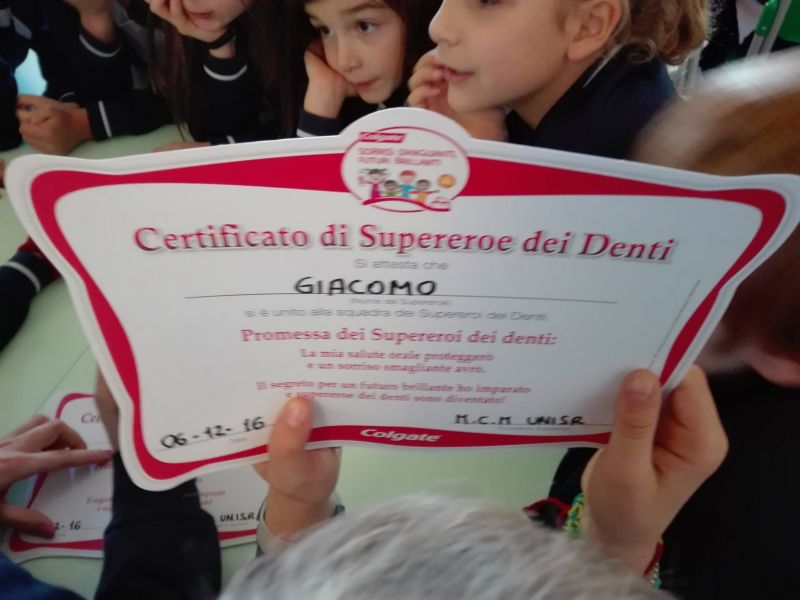 Colgate
SORRISI SMAGLIANTI,
FUTURI BRILLANTI
Certificato di Supereroe dei Denti
Si attesta che
GIACOMO
(Nome del Supereroe)
si è unito alla squadra dei Supereroi dei Denti.
Promessa dei Supereroi dei denti:
La mia salute orale proteggerò
e un sorriso smagliante avrò.
Il segreto per un futuro brillante ho imparato
e supereroe dei denti sono diventato!
06-12-16
M.C.M UNISR
Colgate
2-16
UNISR